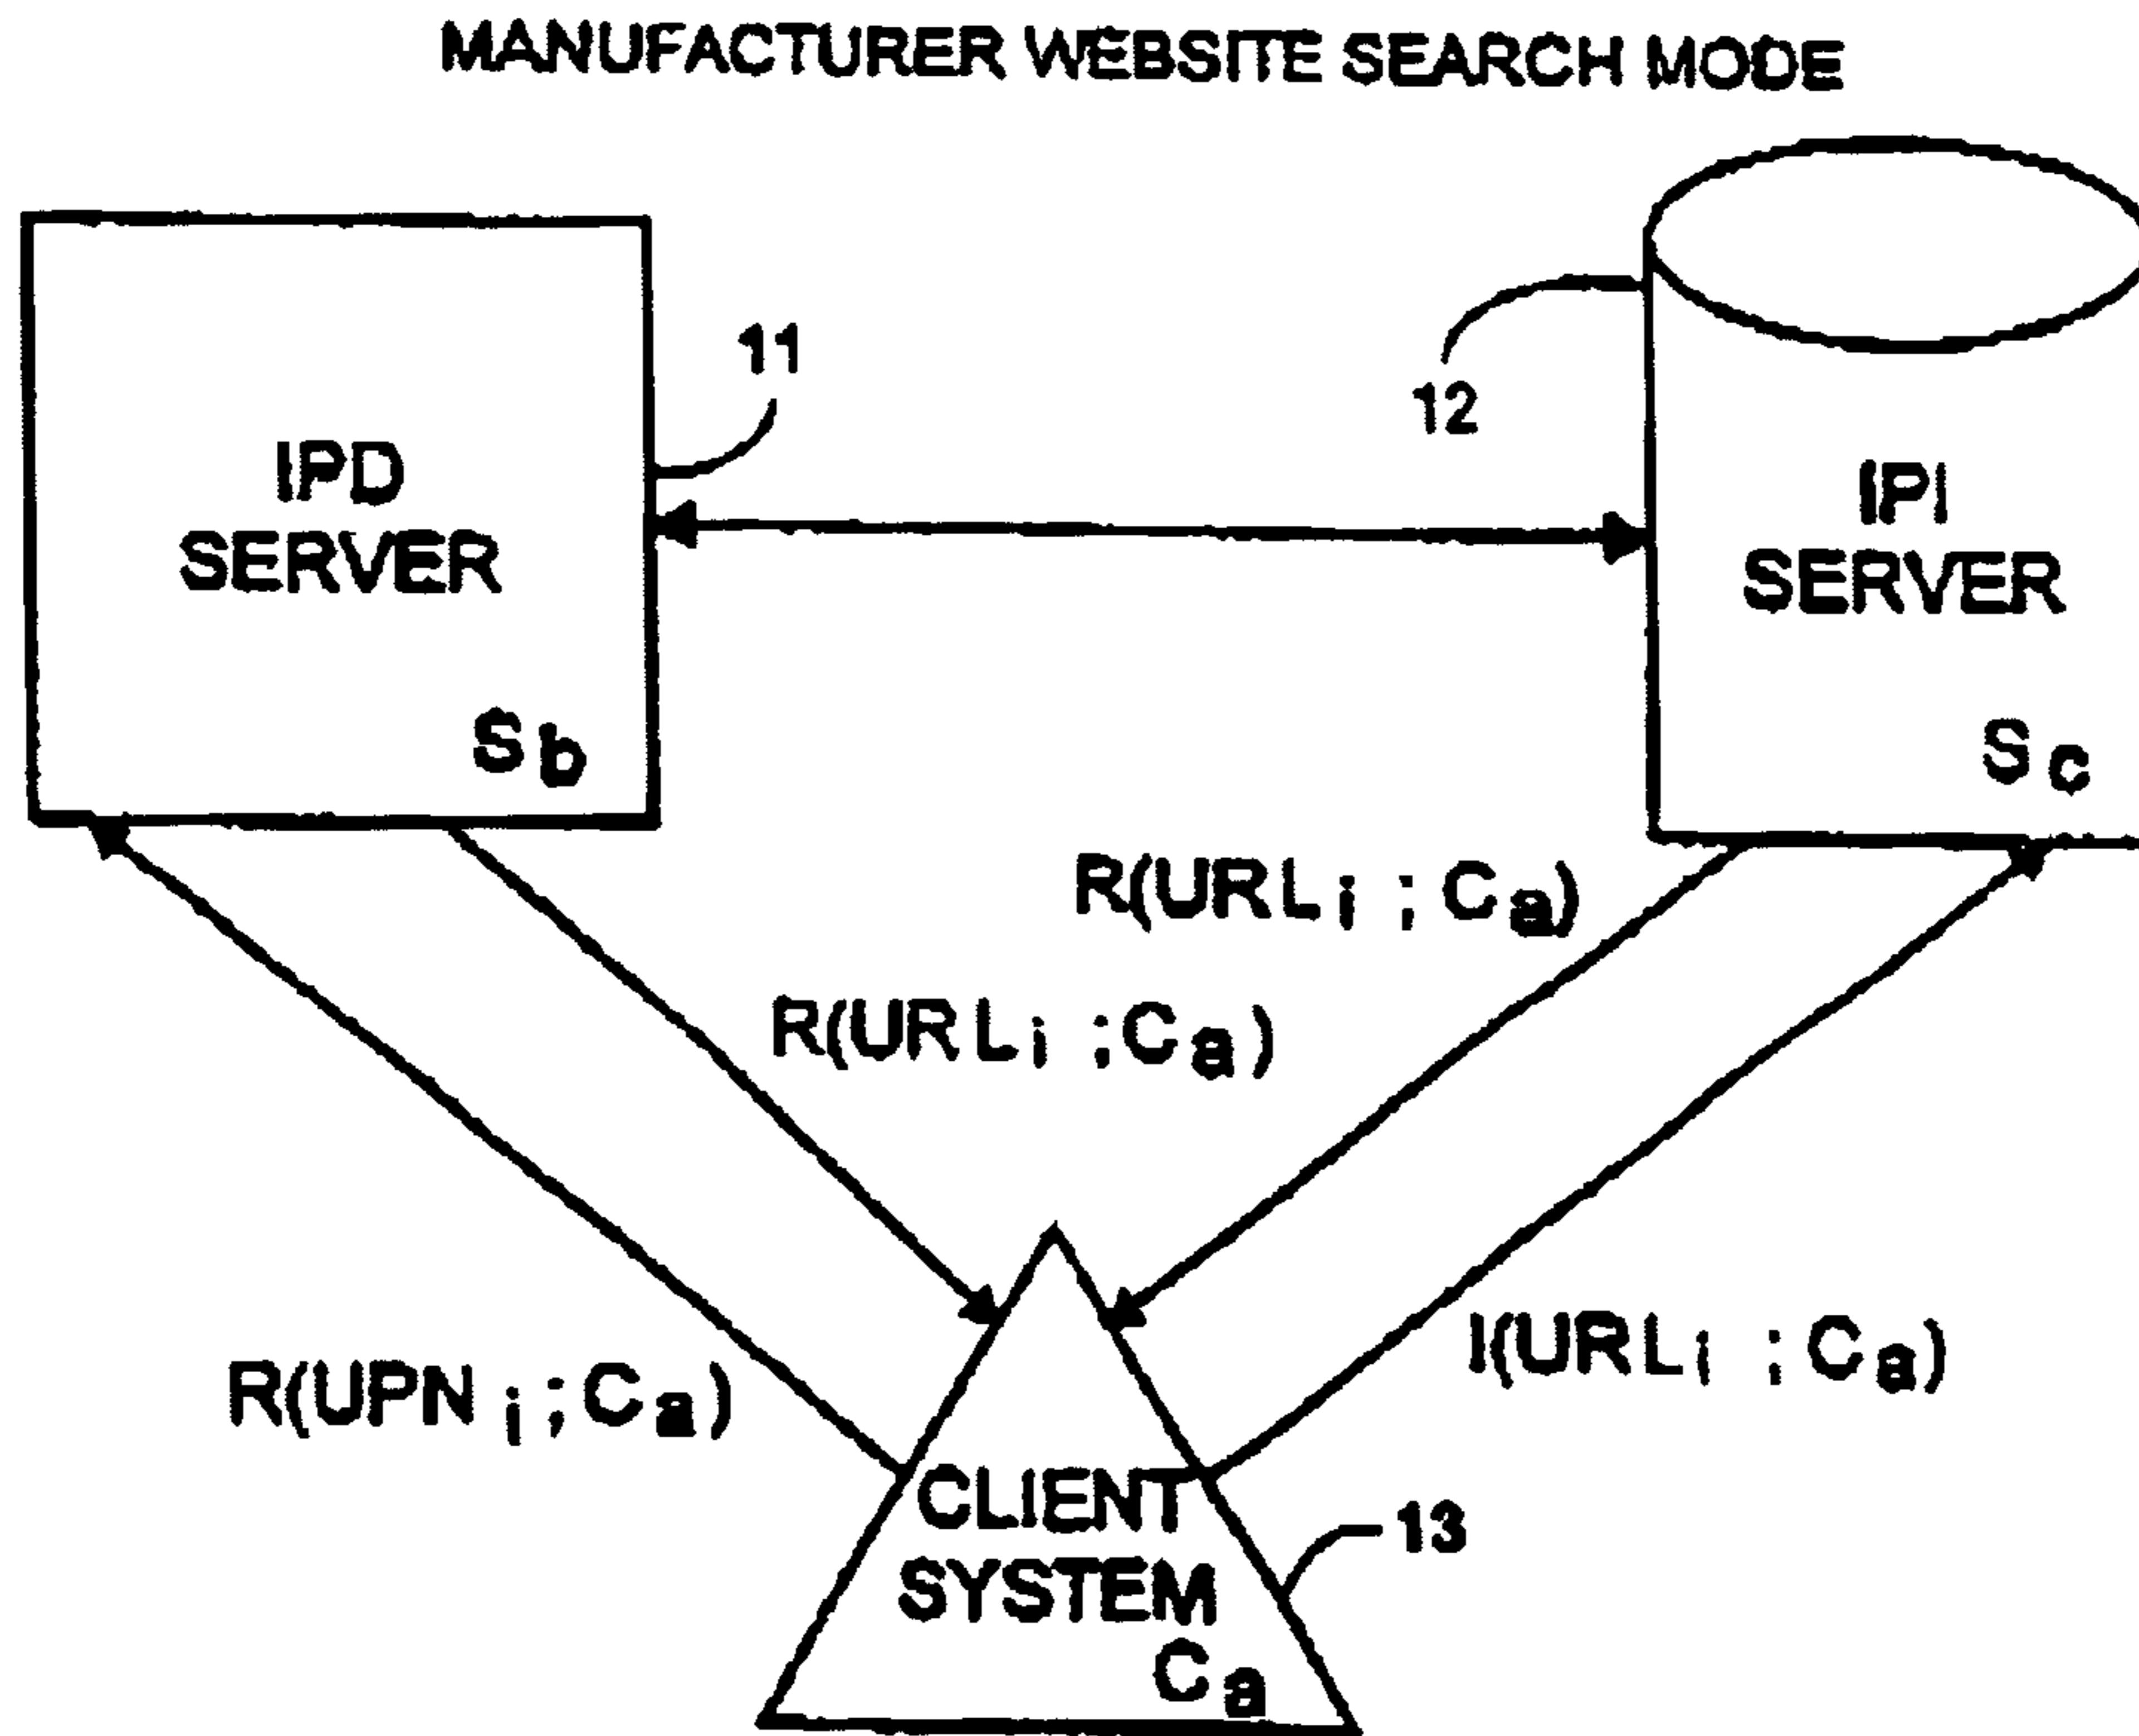 MANUFACTURER WEBSITE SEARCH MODE
11
12
IPD
SERVER
Sb
IPI
SERVER
Sc
R(URLi ; Ca)
R(URLi ; Ca)
R(UPNi ; Ca)
I(URLi ; Ca)
CLIENT
SYSTEM
Ca
13